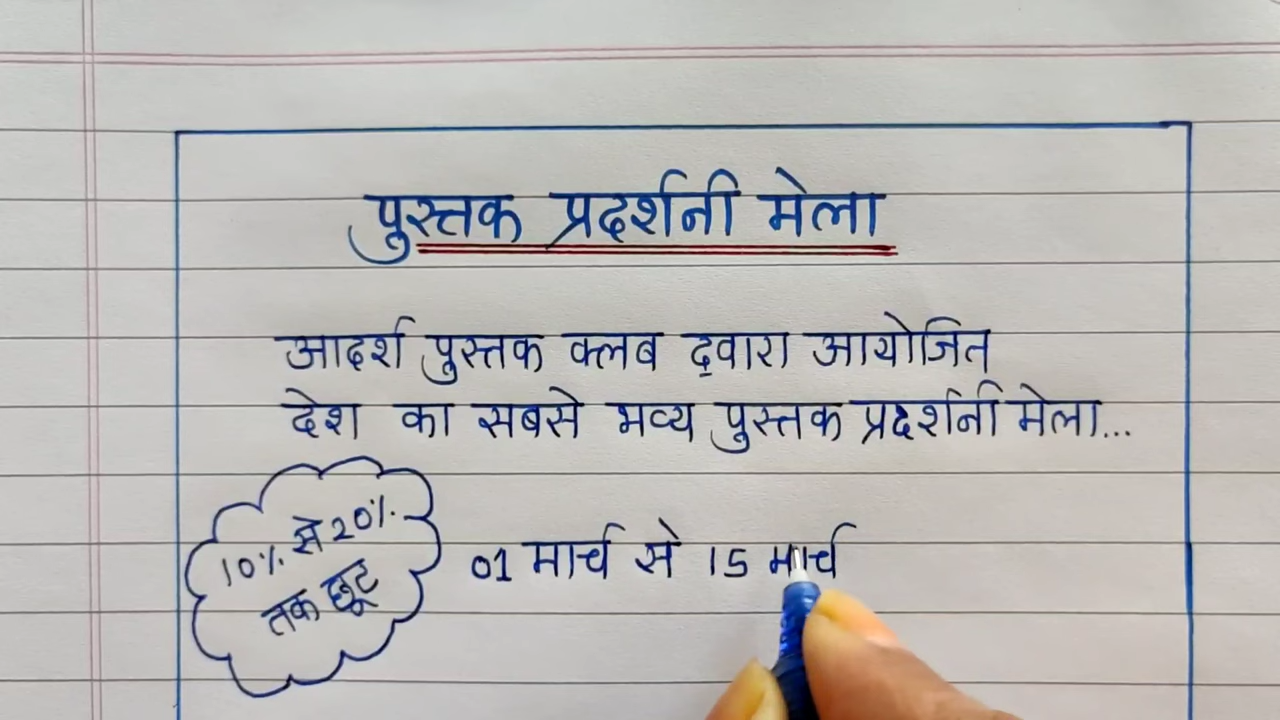 पुस्तक प्रदर्शनी मेला
आदर्श पुस्तक क्लब द्‌वारा आयोजित
देश का सबसे भव्य पुस्तक प्रदर्शनी मेला...
10% से 20%
तक छूट
01 मार्च से 15 मार्च